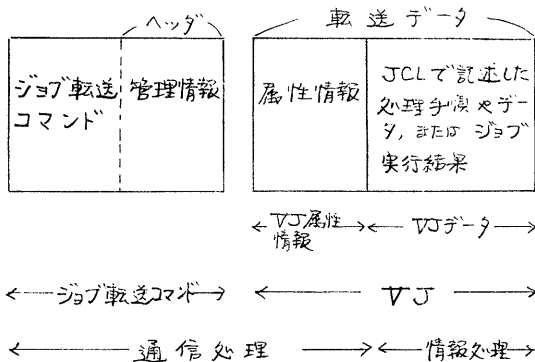 ヘッダ
転送データ
ジョブ転送
コマンド
管理情報
属性情報
JCLで記述した
処理手順やデー
タ,またはジョブ
実行結果
VJ属性
情報
VJデータ
ジョブ転送コマンド
VJ
通信処理
情報処理